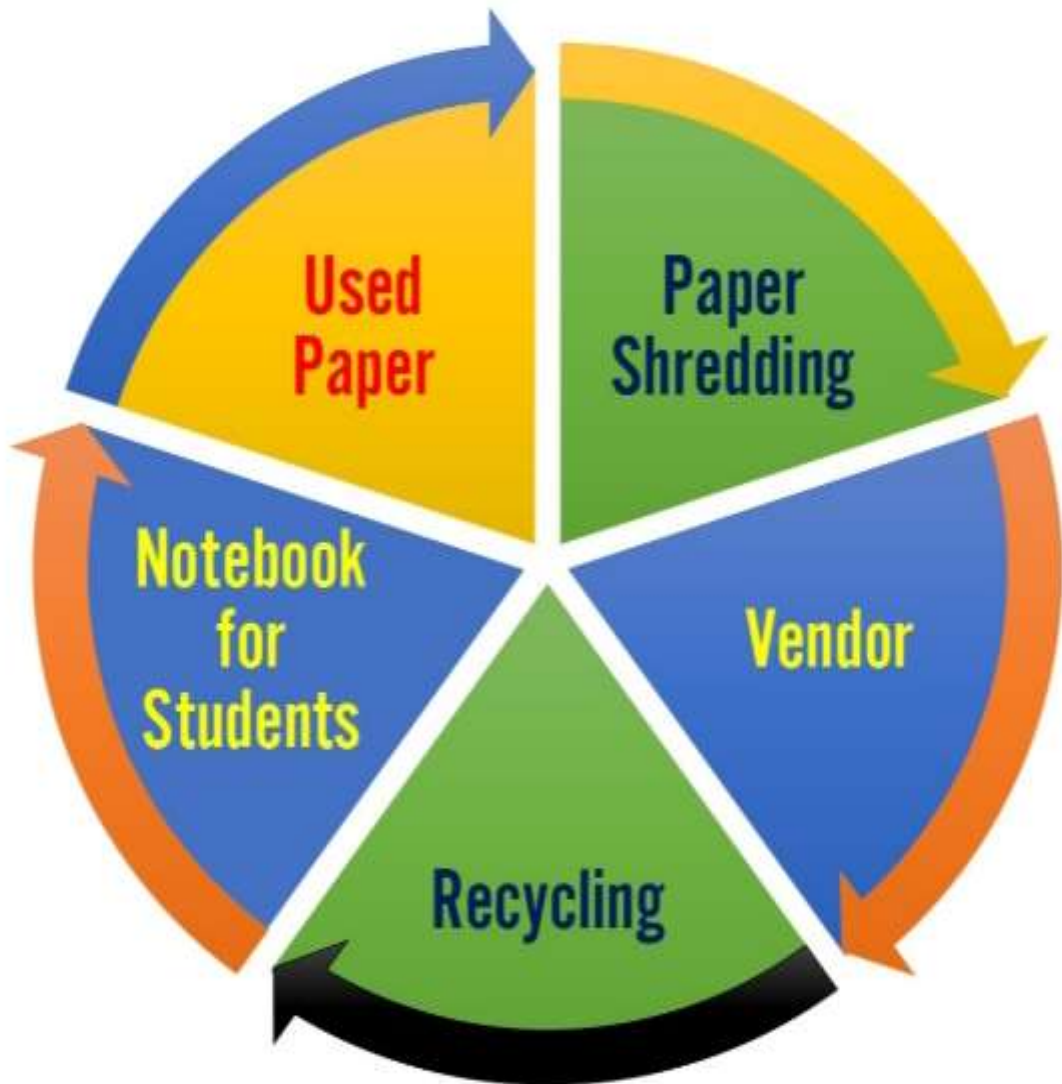 Used
Paper
Paper
Shredding
Vendor
Recycling
Notebook
for
Students